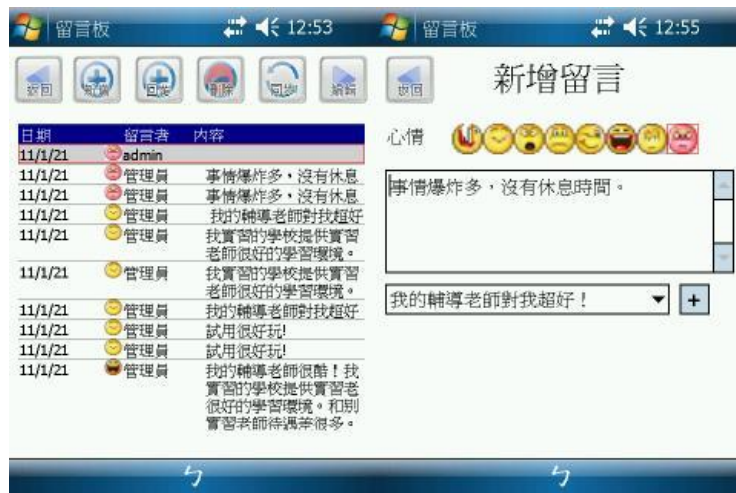 留言板 12:53
返回 新增 回應 刪除 同步 編輯
日期 留言者 內容
11/1/21 admin
11/1/21 管理員 事情爆炸多，沒有休息
11/1/21 管理員 事情爆炸多，沒有休息
11/1/21 管理員 我的輔導老師對我超好
11/1/21 管理員 我實習的學校提供實習
老師很好的學習環境。
11/1/21 管理員 我實習的學校提供實習
老師很好的學習環境。
11/1/21 管理員 我的輔導老師對我超好
11/1/21 管理員 試用很好玩!
11/1/21 管理員 試用很好玩!
11/1/21 管理員 我的輔導老師很酷！我
實習的學校提供實習老
很好的學習環境。和別
實習老師待遇差很多。
ㄅ
留言板 12:55
返回 新增留言
心情
事情爆炸多，沒有休息時間。
我的輔導老師對我超好！ +
ㄅ